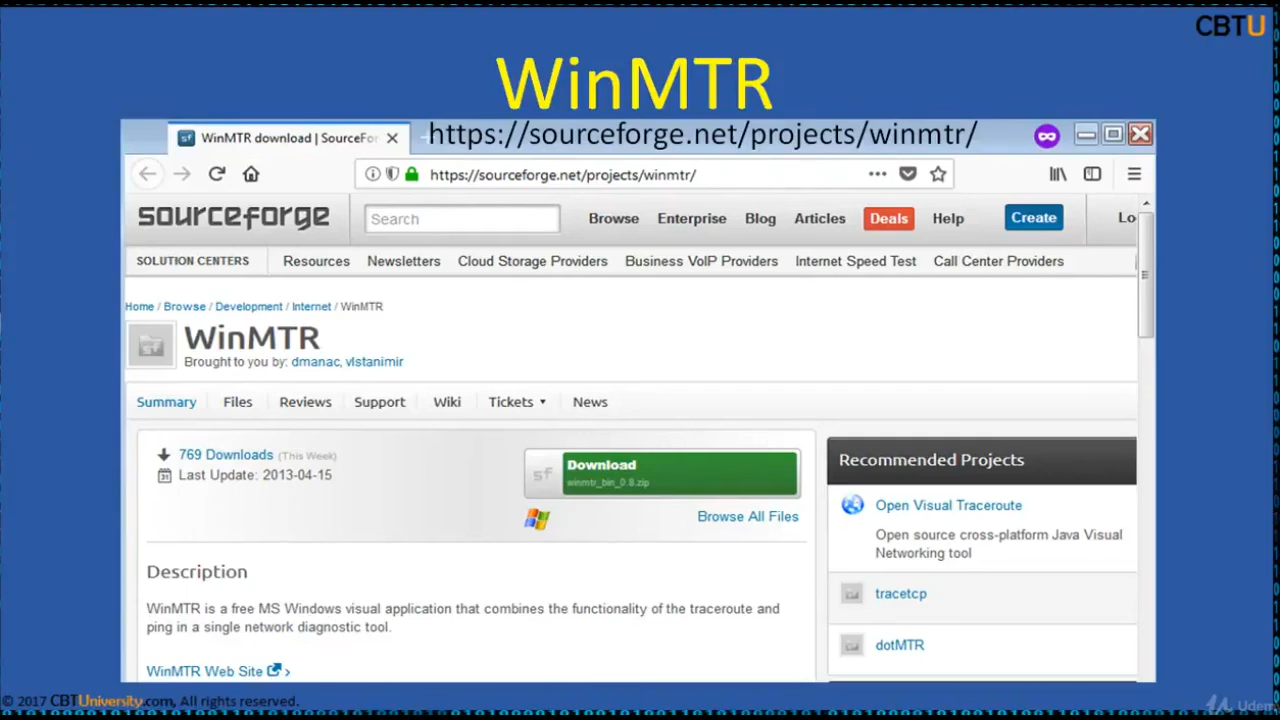 CBTU
WinMTR
WinMTR download | SourceFor
https://sourceforge.net/projects/winmtr/
https://sourceforge.net/projects/winmtr/
sourceforge
Search
Browse Enterprise Blog Articles Deals Help Create Lo
SOLUTION CENTERS Resources Newsletters Cloud Storage Providers Business VoIP Providers Internet Speed Test Call Center Providers
Home / Browse / Development / Internet / WinMTR
WinMTR
Brought to you by: dmanac, vlstanimir
Summary Files Reviews Support Wiki Tickets News
769 Downloads (This Week)
Last Update: 2013-04-15
sf
Download
winmtr_bin_0.8.zip
Browse All Files
Description
WinMTR is a free MS Windows visual application that combines the functionality of the traceroute and
ping in a single network diagnostic tool.
WinMTR Web Site
Recommended Projects
Open Visual Traceroute
Open source cross-platform Java Visual
Networking tool
tracetcp
dotMTR
© 2017 CBTUniversity.com, All rights reserved.